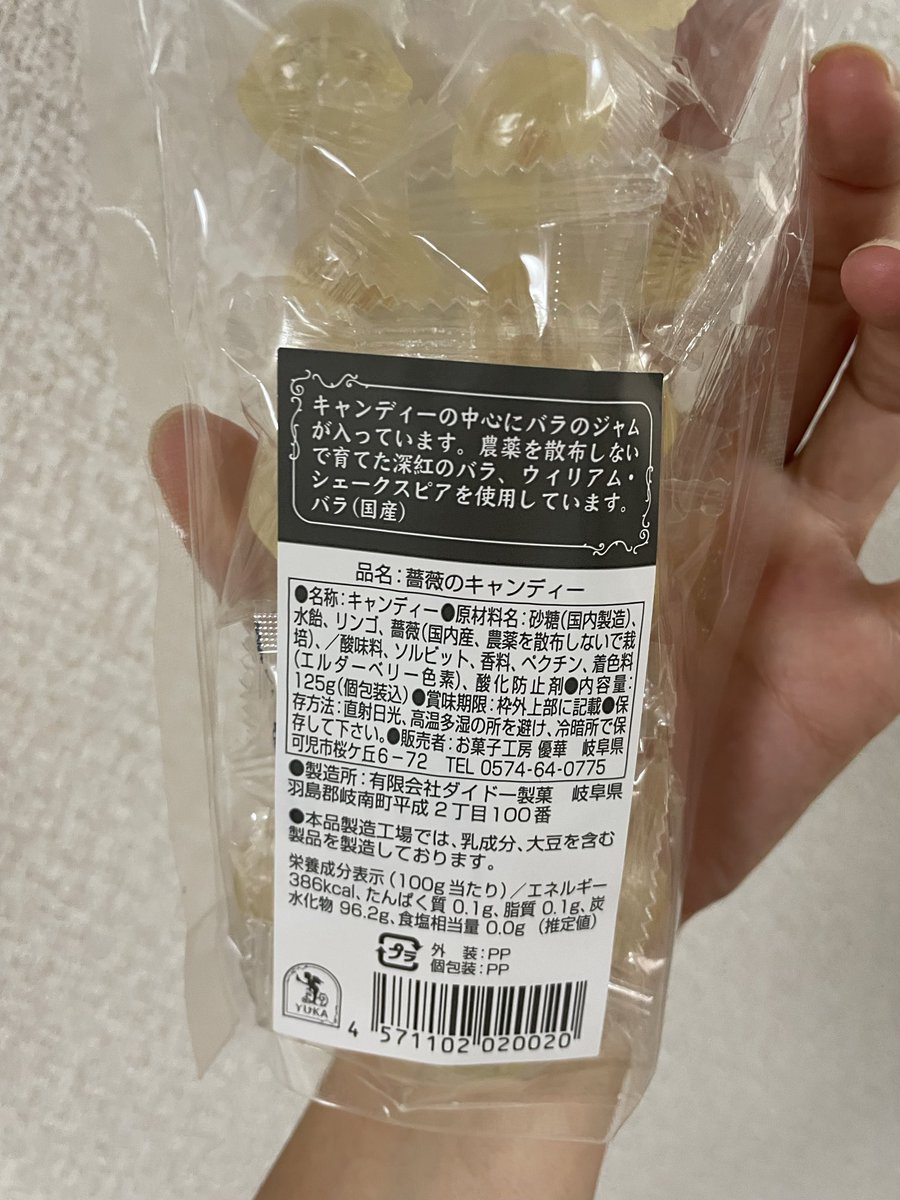 キャンディーの中心にバラのジャム
が入っています。農薬を散布しない
で育てた深紅のバラ、ウイリアム・
シェークスピアを使用しています。
バラ(国産)
品名:薔薇のキャンディー
●名称:キャンディー●原材料名:砂糖(国内製造)、
水飴、リンゴ、薔薇(国内産、農薬を散布しないで栽
培)、/酸味料、ソルビット、香料、ペクチン、着色料
(エルダーベリー色素)、酸化防止剤●内容量:
125g(個包装込)●賞味期限:枠外上部に記載●保
存方法:直射日光、高温多湿の所を避け、冷暗所で保
存して下さい。●販売者:お菓子工房 優華 岐阜県
可児市桜ケ丘6-72 TEL 0574-64-0775
●製造所:有限会社ダイドー製菓 岐阜県
羽島郡岐南町平成2丁目100番
●本品製造工場では、乳成分、大豆を含む
製品を製造しております。
栄養成分表示(100g当たり)/エネルギー
386kcal、たんぱく質 0.1g、脂質 0.1g、炭
水化物 96.2g、食塩相当量 0.0g (推定値)
プラ
外 装:PP
個包装:PP
YUKA
4 571102 020020